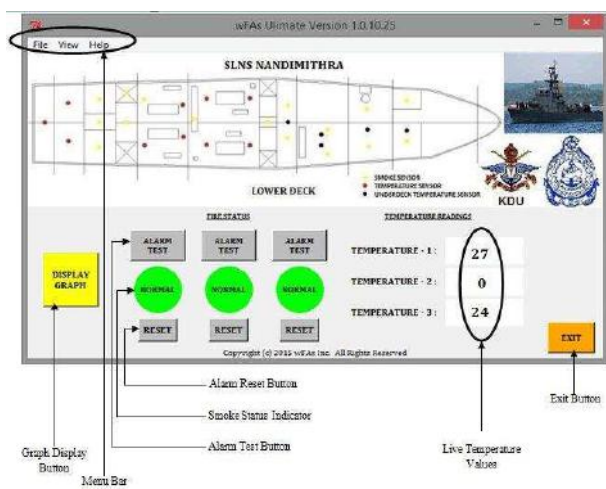 wFAs Ulimate Version 1.0.10.25
File View Help
SLNS NANDIMITHRA
SMOKE SENSOR
TEMPERATURE SENSOR
UNDERDECK TEMPERATURE SENSOR
LOWER DECK
KDU
FIRE STATUS
TEMPERATURE READINGS
ALARM TEST
ALARM TEST
ALARM TEST
TEMPERATURE - 1 : 27
DISPLAY GRAPH
NORMAL
NORMAL
NORMAL
TEMPERATURE - 2 : 0
TEMPERATURE - 3 : 24
RESET
RESET
RESET
EXIT
Copyright (c) 2015 wFAs Inc. All Rights Reserved
Alarm Reset Button
Exit Button
Smoke Status Indicator
Alarm Test Button
Graph Display
Button
Live Temperature
Values
Menu Bar